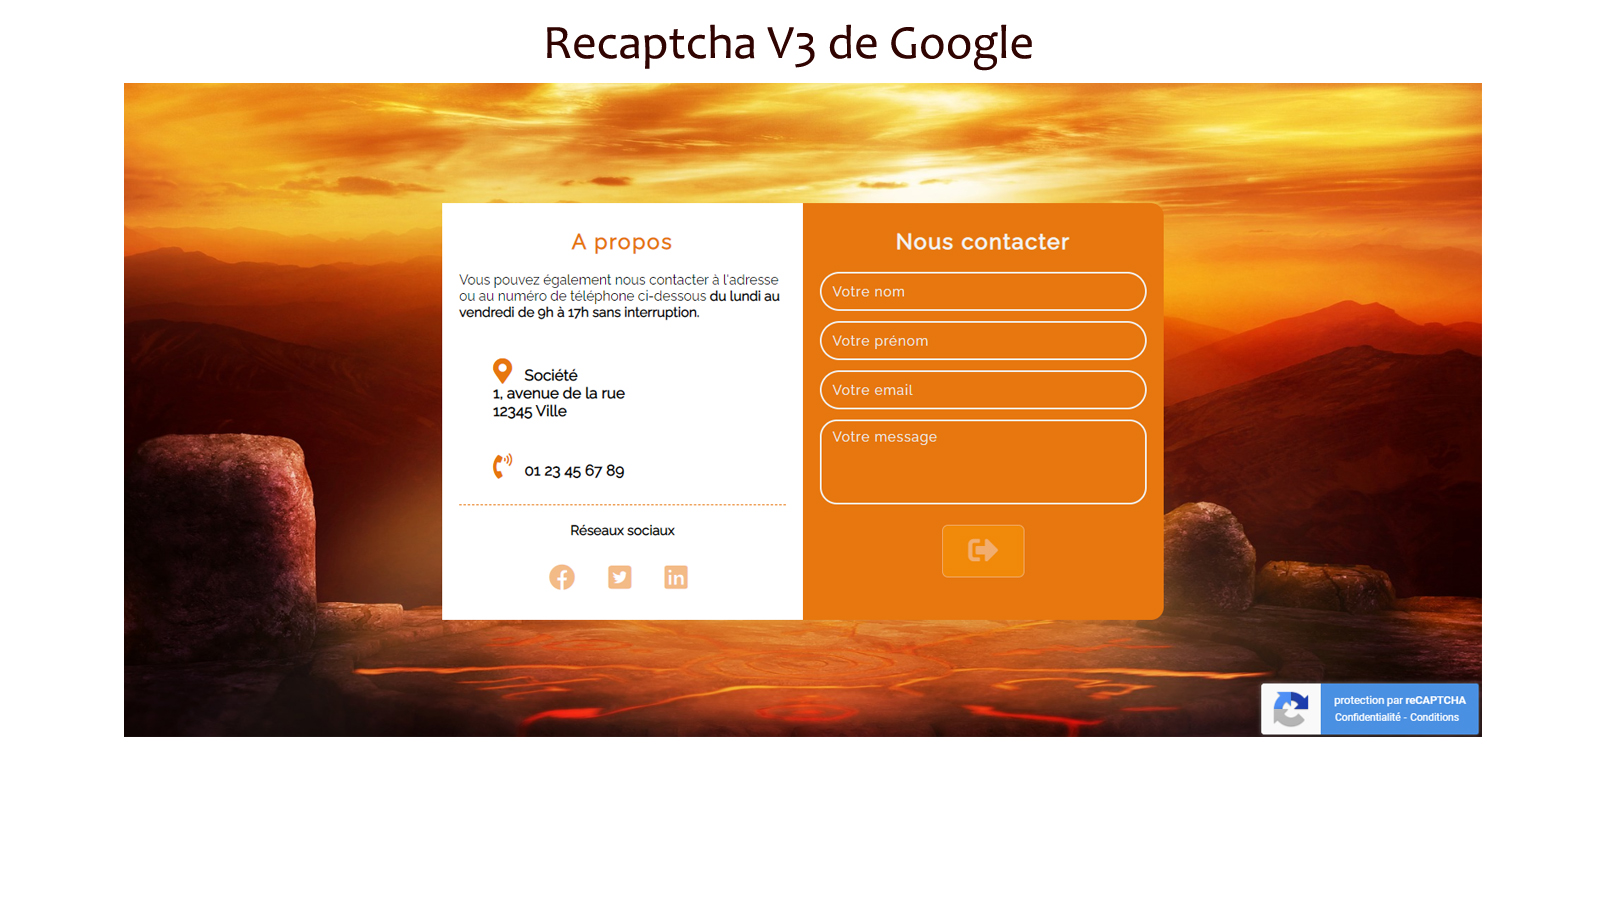 Recaptcha V3 de Google
A propos
Vous pouvez également nous contacter à l'adresse
ou au numéro de téléphone ci-dessous du lundi au
vendredi de 9h à 17h sans interruption.
Société
1, avenue de la rue
12345 Ville
01 23 45 67 89
Réseaux sociaux
Nous contacter
Votre nom
Votre prénom
Votre email
Votre message
protection par reCAPTCHA
Confidentialité - Conditions